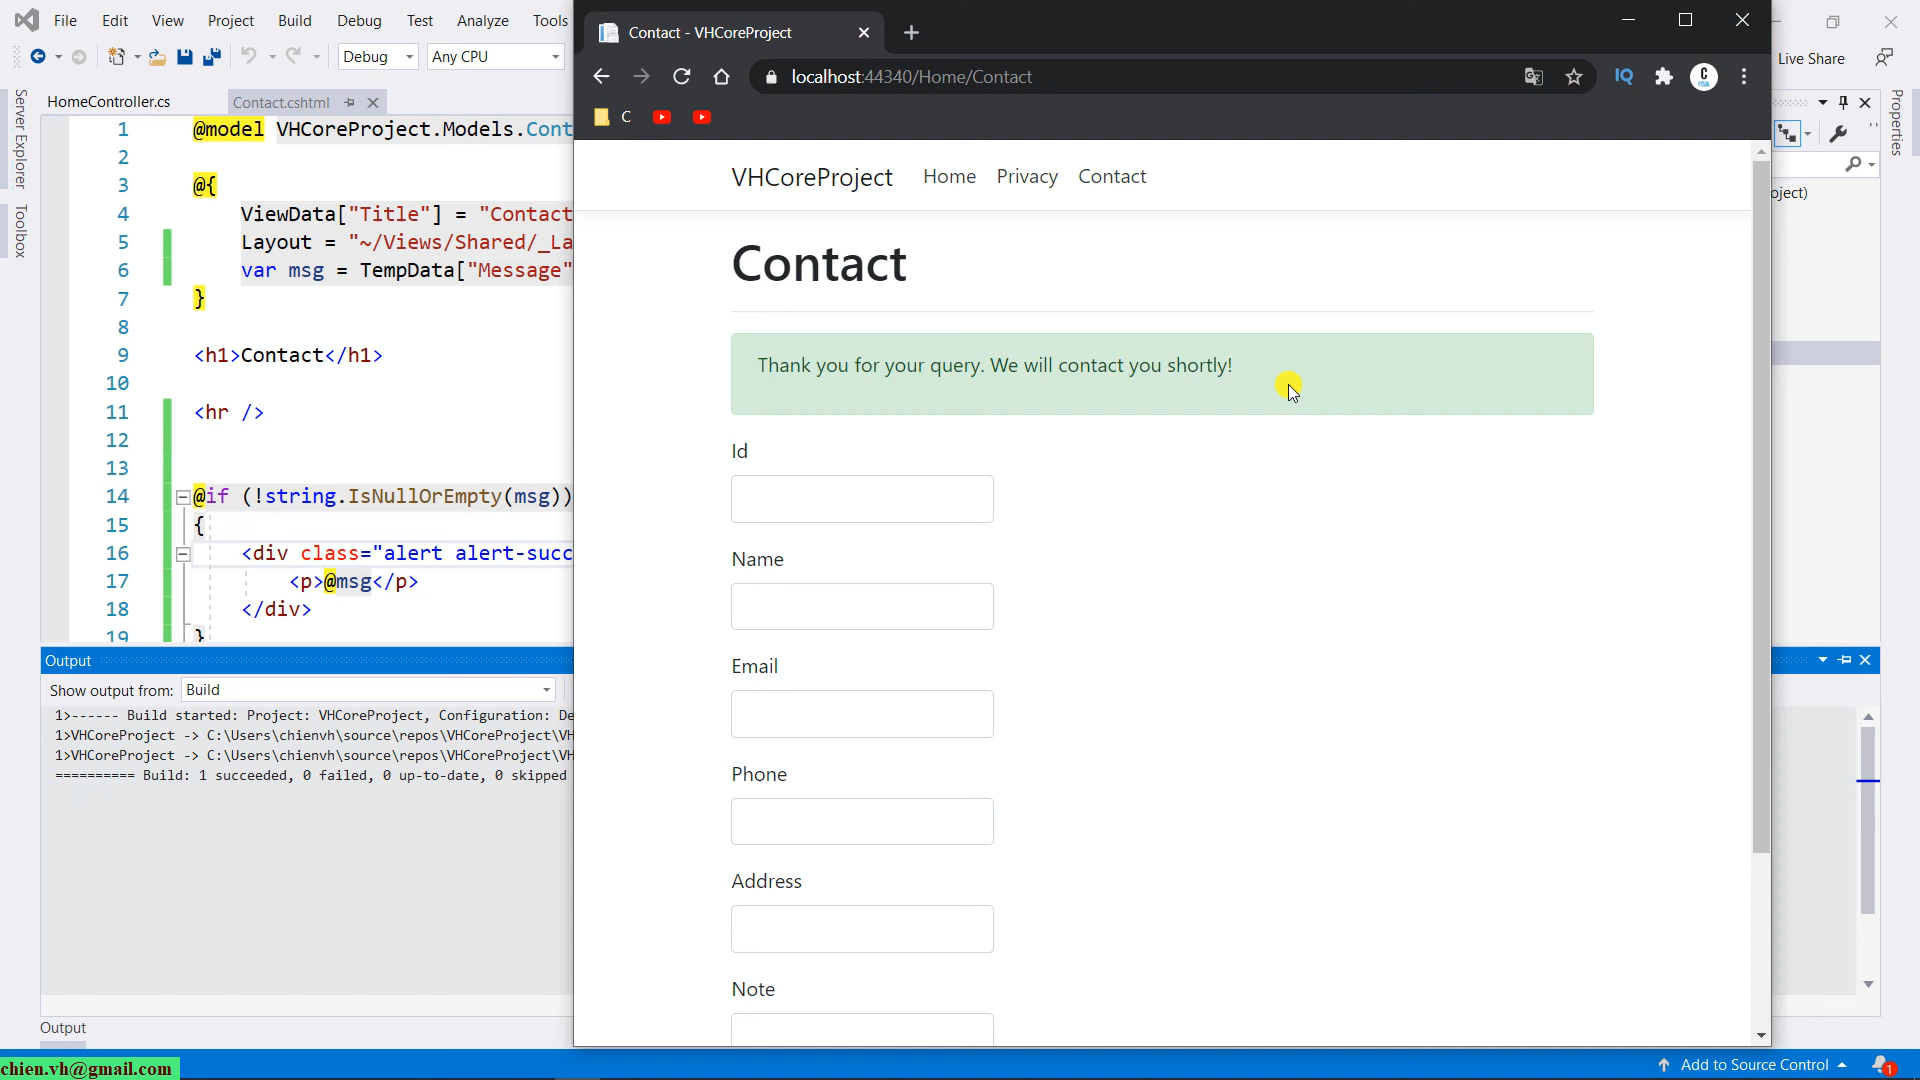 File Edit View Project Build Debug Test Analyze Tools
Debug Any CPU
Live Share
Server Explorer
Toolbox
Properties
HomeController.cs Contact.cshtml
1 @model VHCoreProject.Models.Cont
2
3 @{
4 ViewData["Title"] = "Contact
5 Layout = "~/Views/Shared/_La
6 var msg = TempData["Message"
7 }
8
9 <h1>Contact</h1>
10
11 <hr />
12
13
14 @if (!string.IsNullOrEmpty(msg))
15 {
16 <div class="alert alert-succ
17 <p>@msg</p>
18 </div>
19 }
Output
Show output from: Build
1>------ Build started: Project: VHCoreProject, Configuration: De
1>VHCoreProject -> C:\Users\chienvh\source\repos\VHCoreProject\VH
1>VHCoreProject -> C:\Users\chienvh\source\repos\VHCoreProject\VH
========== Build: 1 succeeded, 0 failed, 0 up-to-date, 0 skipped
Output
chien.vh@gmail.com
Contact - VHCoreProject
localhost:44340/Home/Contact
IQ
C
C
VHCoreProject Home Privacy Contact
Contact
Thank you for your query. We will contact you shortly!
Id
Name
Email
Phone
Address
Note
oject)
Add to Source Control
1